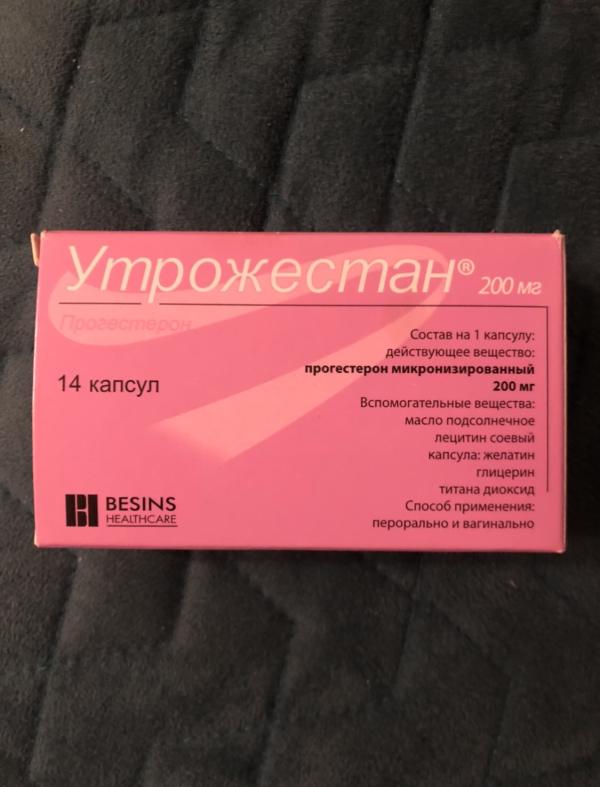 Утрожестан® 200 мг
Прогестерон
14 капсул
Состав на 1 капсулу:
действующее вещество:
прогестерон микронизированный
200 мг
Вспомогательные вещества:
масло подсолнечное
лецитин соевый
капсула: желатин
глицерин
титана диоксид
Способ применения:
перорально и вагинально
BESINS
HEALTHCARE